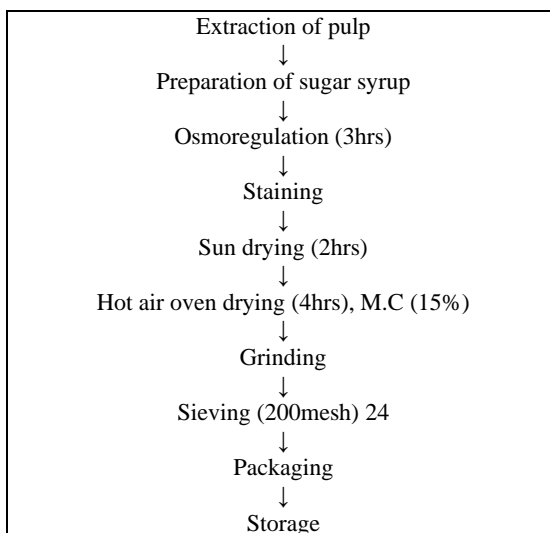 Extraction of pulp
↓
Preparation of sugar syrup
↓
Osmoregulation (3hrs)
↓
Staining
↓
Sun drying (2hrs)
↓
Hot air oven drying (4hrs), M.C (15%)
↓
Grinding
↓
Sieving (200mesh) 24
↓
Packaging
↓
Storage